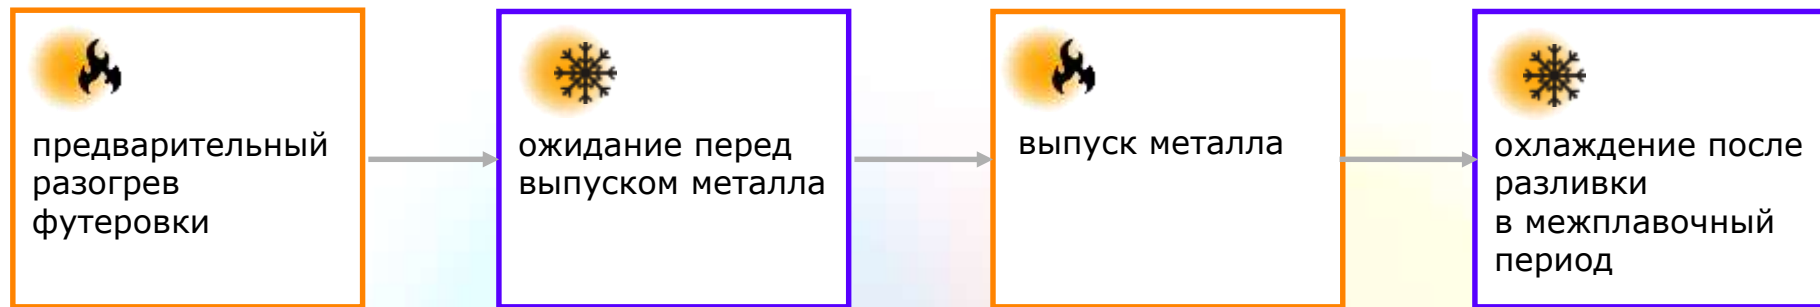 предварительный
разогрев
футеровки
ожидание перед
выпуском металла
выпуск металла
охлаждение после
разливки
в межплавочный
период